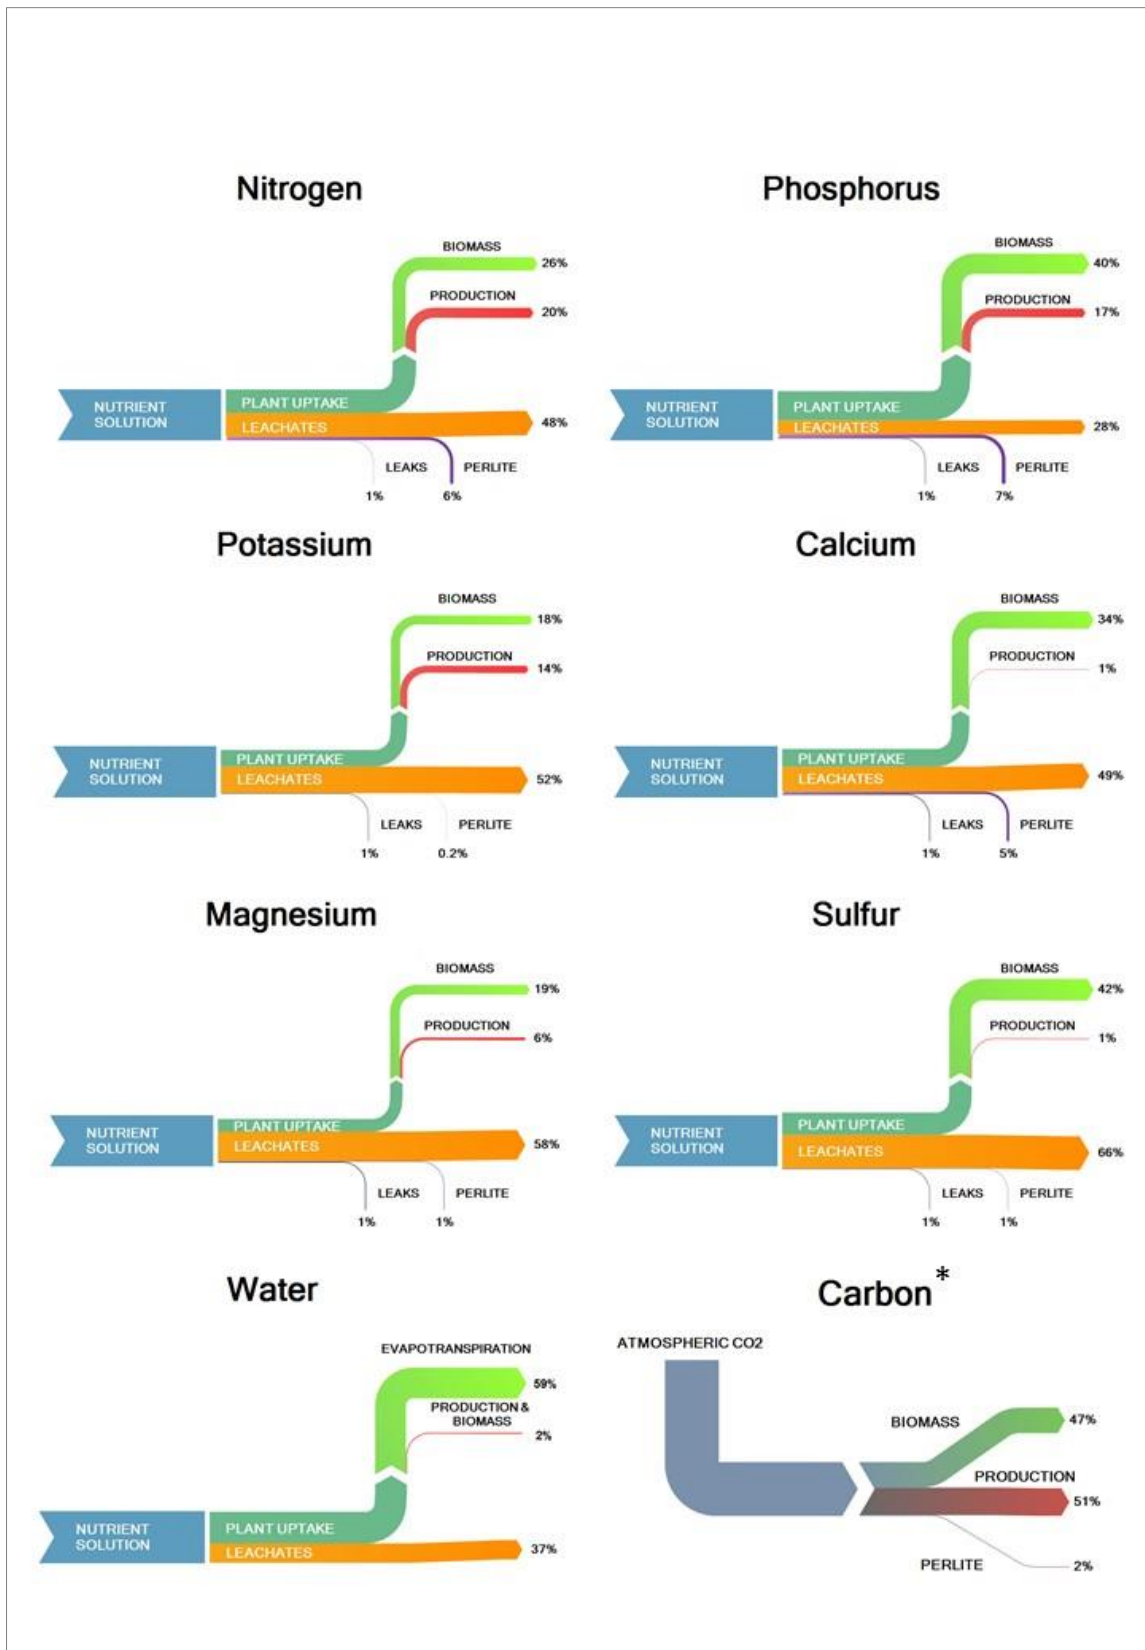 Nitrogen
BIOMASS
26%
PRODUCTION
20%
NUTRIENT
SOLUTION
PLANT UPTAKE
LEACHATES
48%
LEAKS
PERLITE
1%
6%
Phosphorus
BIOMASS
40%
PRODUCTION
17%
NUTRIENT
SOLUTION
PLANT UPTAKE
LEACHATES
28%
LEAKS
PERLITE
1%
7%
Potassium
BIOMASS
18%
PRODUCTION
14%
NUTRIENT
SOLUTION
PLANT UPTAKE
LEACHATES
52%
LEAKS
PERLITE
1%
0.2%
Calcium
BIOMASS
34%
PRODUCTION
1%
NUTRIENT
SOLUTION
PLANT UPTAKE
LEACHATES
49%
LEAKS
PERLITE
1%
5%
Magnesium
BIOMASS
19%
PRODUCTION
6%
NUTRIENT
SOLUTION
PLANT UPTAKE
LEACHATES
58%
LEAKS
PERLITE
1%
1%
Sulfur
BIOMASS
42%
PRODUCTION
1%
NUTRIENT
SOLUTION
PLANT UPTAKE
LEACHATES
66%
LEAKS
PERLITE
1%
1%
Water
EVAPOTRANSPIRATION
59%
PRODUCTION &
BIOMASS
2%
NUTRIENT
SOLUTION
PLANT UPTAKE
LEACHATES
37%
Carbon*
ATMOSPHERIC CO2
BIOMASS
47%
PRODUCTION
51%
PERLITE
2%